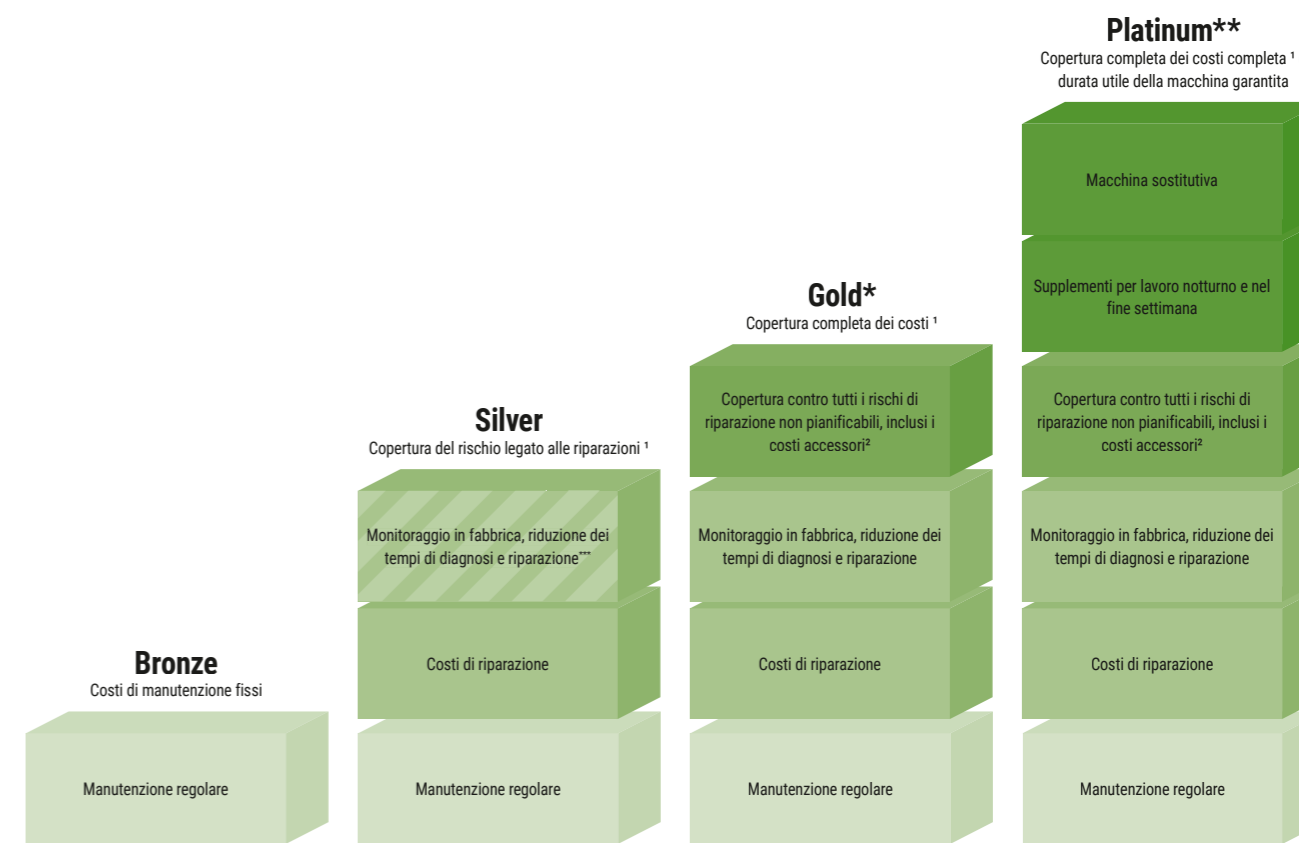 Platinum**
Copertura completa dei costi completa ¹
durata utile della macchina garantita
Macchina sostitutiva
Supplementi per lavoro notturno e nel
fine settimana
Copertura contro tutti i rischi di
riparazione non pianificabili, inclusi i
costi accessori²
Monitoraggio in fabbrica, riduzione dei
tempi di diagnosi e riparazione
Costi di riparazione
Manutenzione regolare
Gold*
Copertura completa dei costi ¹
Copertura contro tutti i rischi di
riparazione non pianificabili, inclusi i
costi accessori²
Monitoraggio in fabbrica, riduzione dei
tempi di diagnosi e riparazione
Costi di riparazione
Manutenzione regolare
Silver
Copertura del rischio legato alle riparazioni ¹
Monitoraggio in fabbrica, riduzione dei
tempi di diagnosi e riparazione***
Costi di riparazione
Manutenzione regolare
Bronze
Costi di manutenzione fissi
Manutenzione regolare